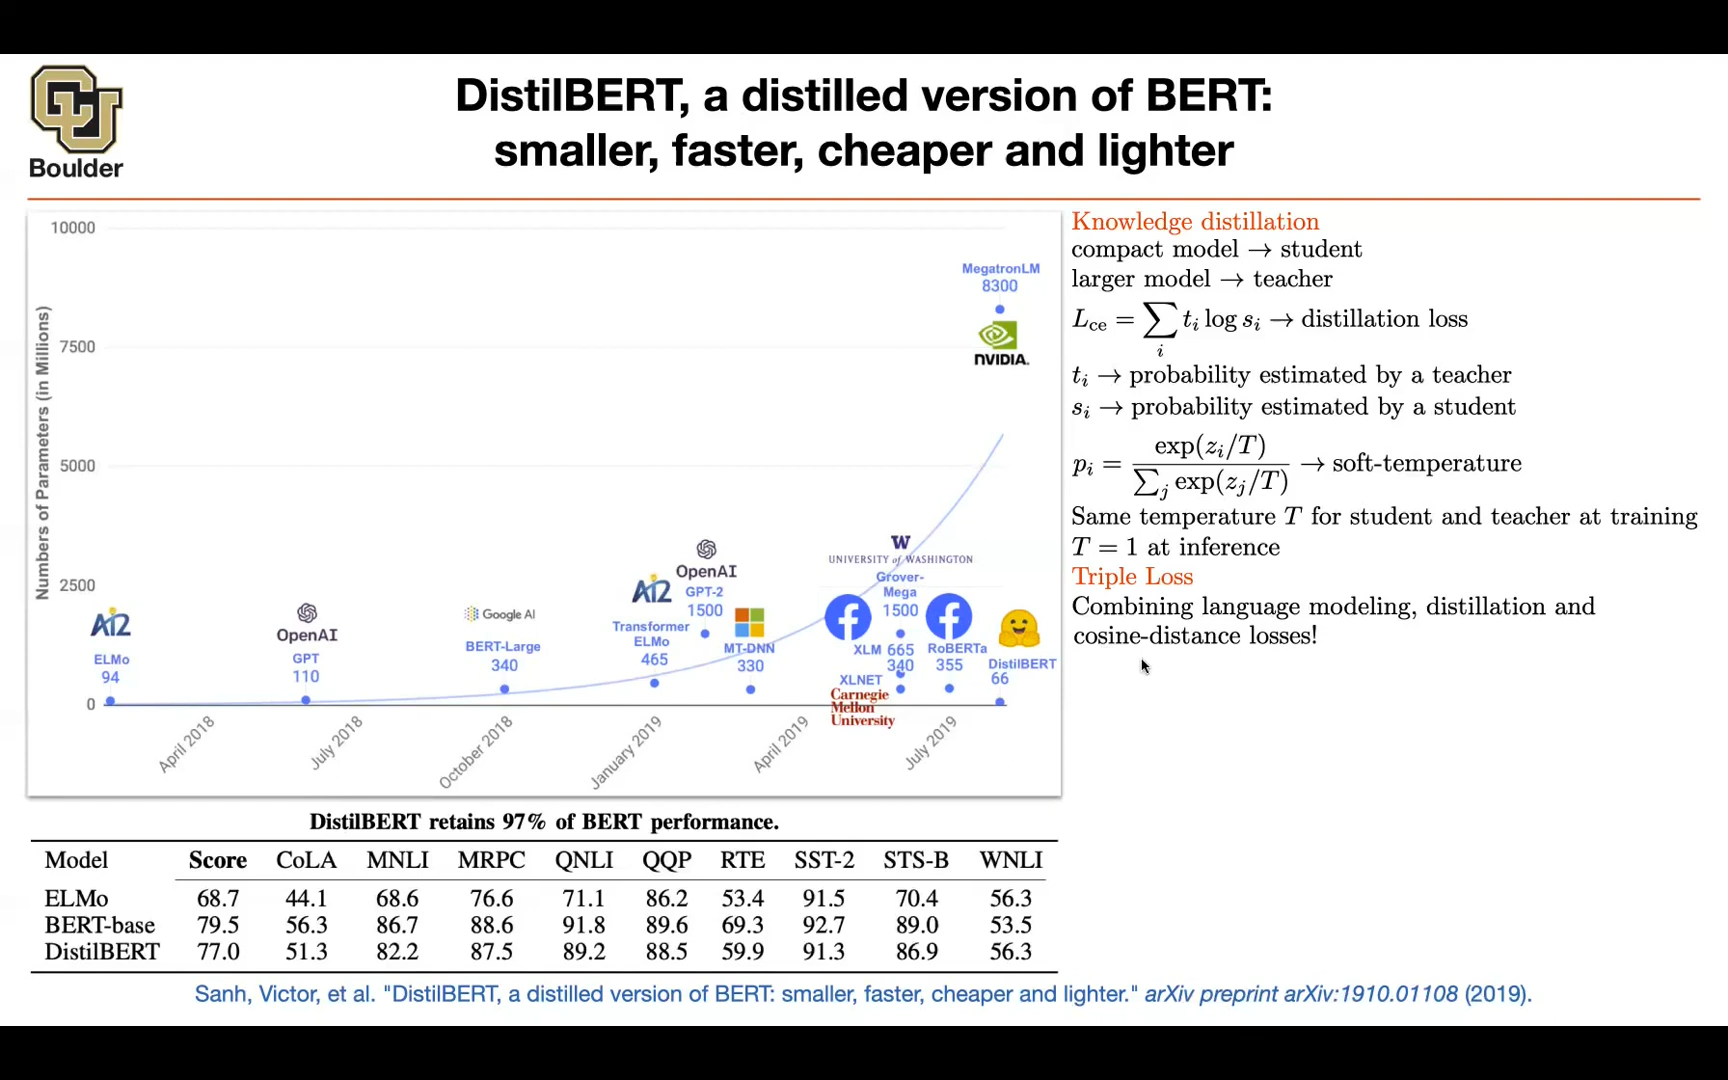 CU
Boulder
DistilBERT, a distilled version of BERT:
smaller, faster, cheaper and lighter
Numbers of Parameters (in Millions)
10000
7500
5000
2500
0
April 2018
July 2018
October 2018
January 2019
April 2019
July 2019
AI2
ELMo
94
OpenAI
GPT
110
Google AI
BERT-Large
340
AI2
Transformer
ELMo
465
OpenAI
GPT-2
1500
MT-DNN
330
XLM 665
W
UNIVERSITY of WASHINGTON
Grover-
Mega
1500
340
XLNET
Carnegie
Mellon
University
RoBERTa
355
MegatronLM
8300
NVIDIA.
DistilBERT
66
Knowledge distillation
compact model → student
larger model → teacher
L_ce = ∑_i t_i log s_i → distillation loss
t_i → probability estimated by a teacher
s_i → probability estimated by a student
p_i = exp(z_i/T) / ∑_j exp(z_j/T) → soft-temperature
Same temperature T for student and teacher at training
T = 1 at inference
Triple Loss
Combining language modeling, distillation and
cosine-distance losses!
DistilBERT retains 97% of BERT performance.
Model Score CoLA MNLI MRPC QNLI QQP RTE SST-2 STS-B WNLI
ELMo 68.7 44.1 68.6 76.6 71.1 86.2 53.4 91.5 70.4 56.3
BERT-base 79.5 56.3 86.7 88.6 91.8 89.6 69.3 92.7 89.0 53.5
DistilBERT 77.0 51.3 82.2 87.5 89.2 88.5 59.9 91.3 86.9 56.3
Sanh, Victor, et al. "DistilBERT, a distilled version of BERT: smaller, faster, cheaper and lighter." arXiv preprint arXiv:1910.01108 (2019).